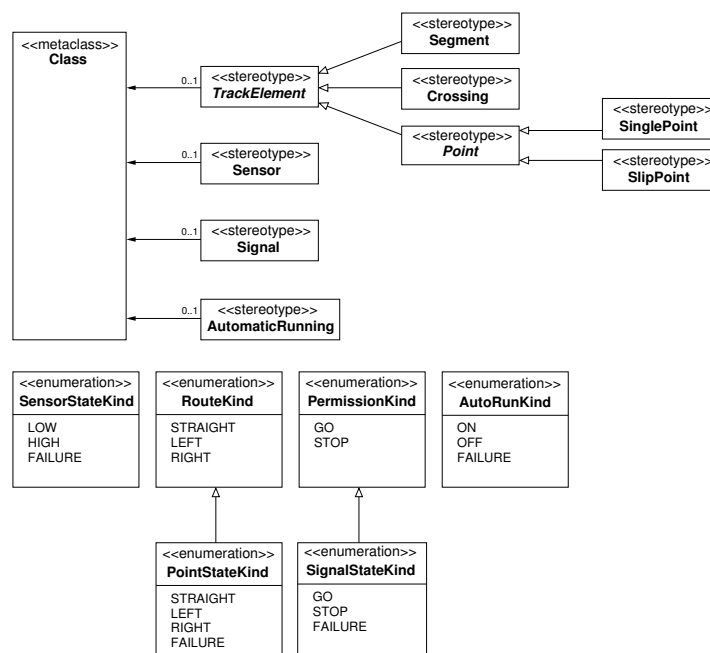 <<metaclass>>
Class
<<stereotype>>
Segment
0..1
<<stereotype>>
TrackElement
<<stereotype>>
Crossing
<<stereotype>>
Point
<<stereotype>>
SinglePoint
<<stereotype>>
SlipPoint
0..1
<<stereotype>>
Sensor
0..1
<<stereotype>>
Signal
0..1
<<stereotype>>
AutomaticRunning
<<enumeration>>
SensorStateKind
LOW
HIGH
FAILURE
<<enumeration>>
RouteKind
STRAIGHT
LEFT
RIGHT
<<enumeration>>
PermissionKind
GO
STOP
<<enumeration>>
AutoRunKind
ON
OFF
FAILURE
<<enumeration>>
PointStateKind
STRAIGHT
LEFT
RIGHT
FAILURE
<<enumeration>>
SignalStateKind
GO
STOP
FAILURE